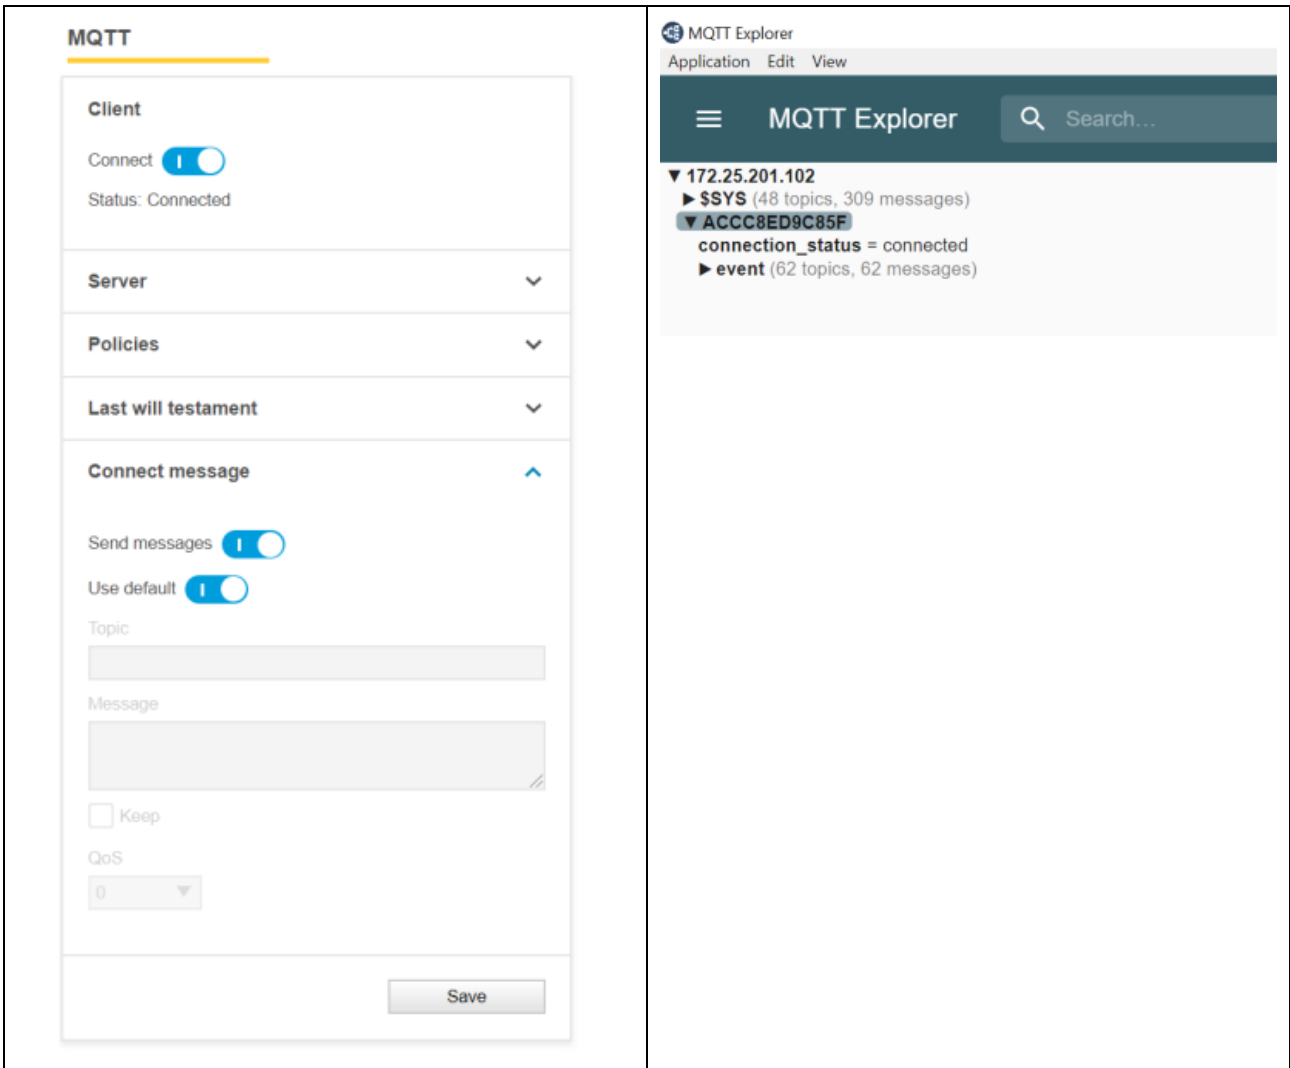 MQTT
Client
Connect
Status: Connected
Server
Policies
Last will testament
Connect message
Send messages
Use default
Topic
Message
Keep
QoS
0
Save
MQTT Explorer
Application Edit View
MQTT Explorer
Search...
172.25.201.102
$SYS (48 topics, 309 messages)
ACCC8ED9C85F
connection_status = connected
event (62 topics, 62 messages)